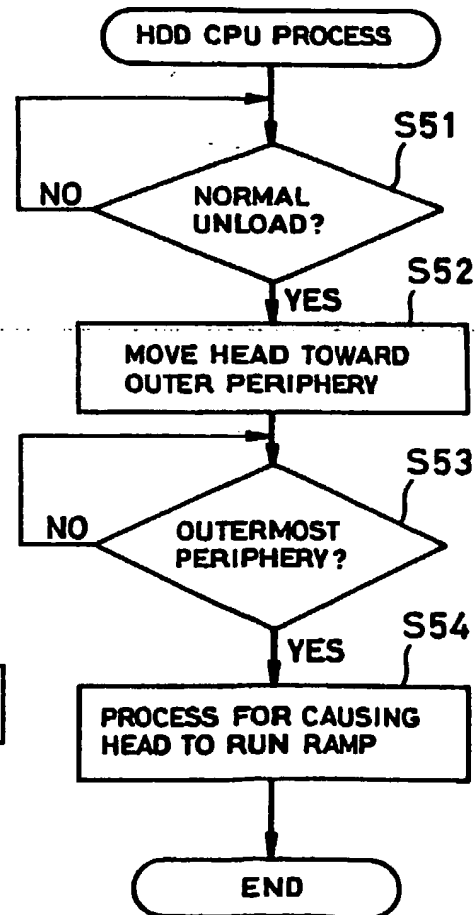 HDD CPU PROCESS
S51
NO
NORMAL
UNLOAD?
S52
YES
MOVE HEAD TOWARD
OUTER PERIPHERY
S53
NO
OUTERMOST
PERIPHERY?
S54
YES
PROCESS FOR CAUSING
HEAD TO RUN RAMP
END